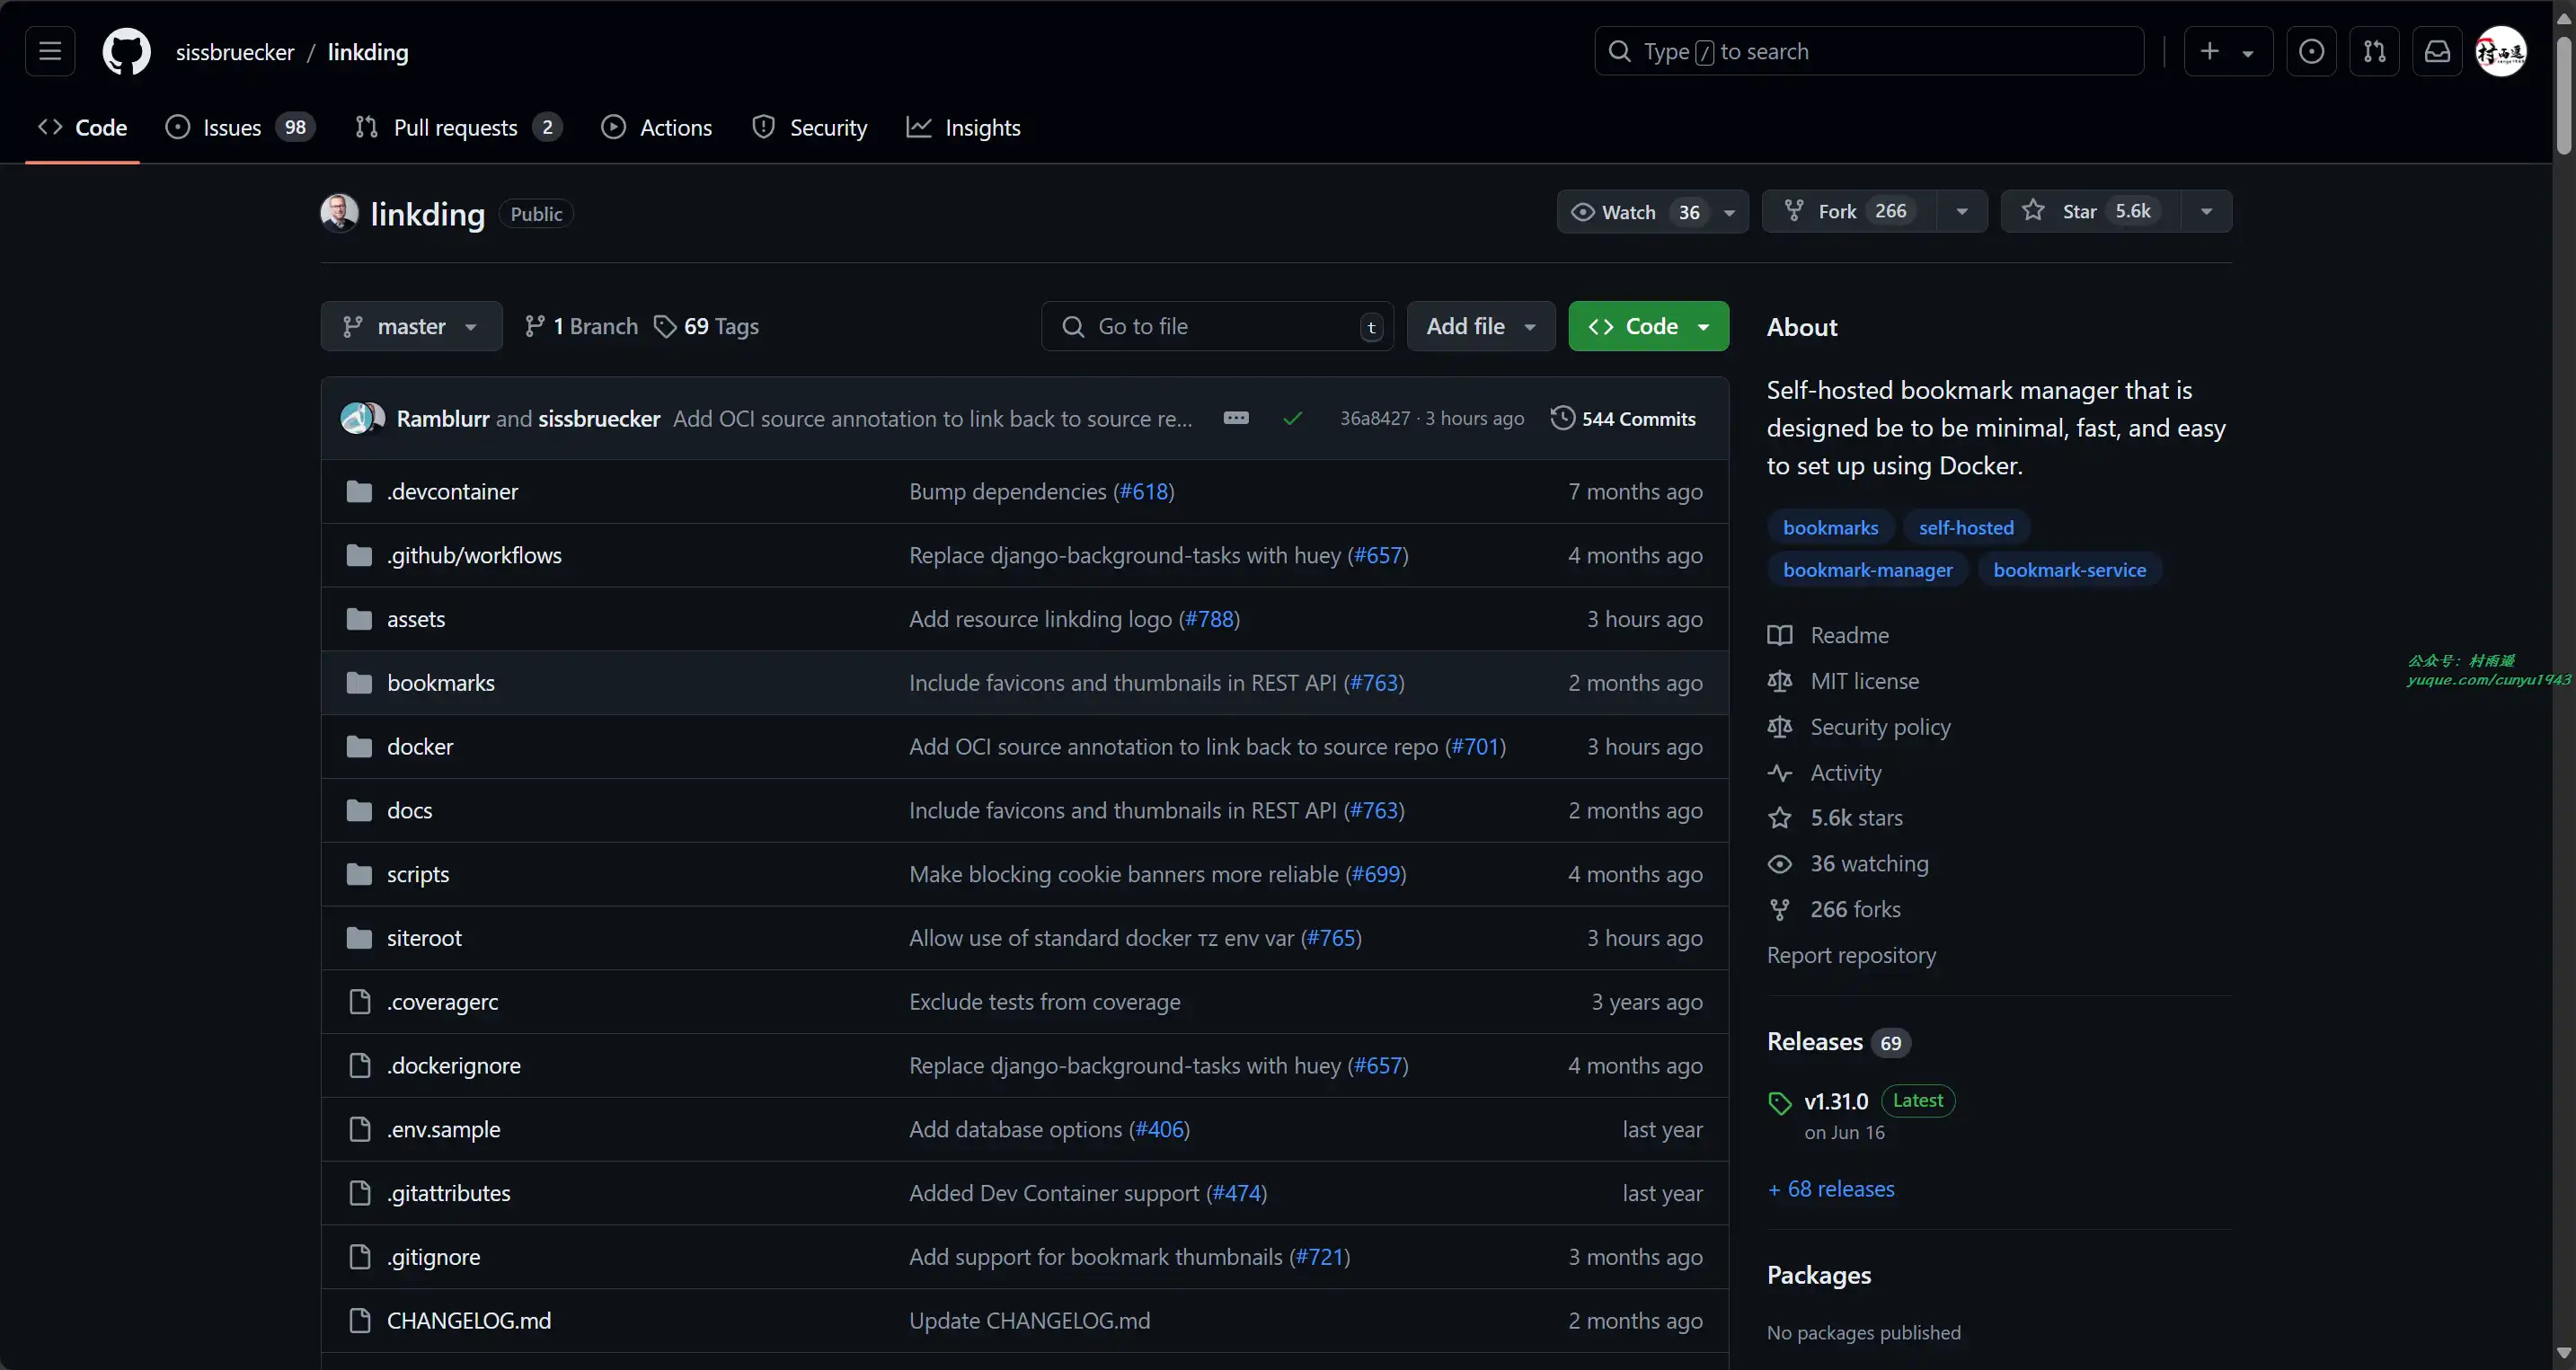 sissbruecker / linkding
Type / to search
Code Issues 98 Pull requests 2 Actions Security Insights
linkding Public
Watch 36 Fork 266 Star 5.6k
master 1 Branch 69 Tags Go to file t Add file Code
Ramblurr and sissbruecker Add OCI source annotation to link back to source re... 36a8427 · 3 hours ago 544 Commits
.devcontainer Bump dependencies (#618) 7 months ago
.github/workflows Replace django-background-tasks with huey (#657) 4 months ago
assets Add resource linkding logo (#788) 3 hours ago
bookmarks Include favicons and thumbnails in REST API (#763) 2 months ago
docker Add OCI source annotation to link back to source repo (#701) 3 hours ago
docs Include favicons and thumbnails in REST API (#763) 2 months ago
scripts Make blocking cookie banners more reliable (#699) 4 months ago
siteroot Allow use of standard docker TZ env var (#765) 3 hours ago
.coveragerc Exclude tests from coverage 3 years ago
.dockerignore Replace django-background-tasks with huey (#657) 4 months ago
.env.sample Add database options (#406) last year
.gitattributes Added Dev Container support (#474) last year
.gitignore Add support for bookmark thumbnails (#721) 3 months ago
CHANGELOG.md Update CHANGELOG.md 2 months ago
About
Self-hosted bookmark manager that is
designed be to be minimal, fast, and easy
to set up using Docker.
bookmarks self-hosted
bookmark-manager bookmark-service
Readme
MIT license
Security policy
Activity
5.6k stars
36 watching
266 forks
Report repository
Releases 69
v1.31.0 Latest
on Jun 16
+ 68 releases
Packages
No packages published
公众号：村雨遥
yuque.com/cunyu1943